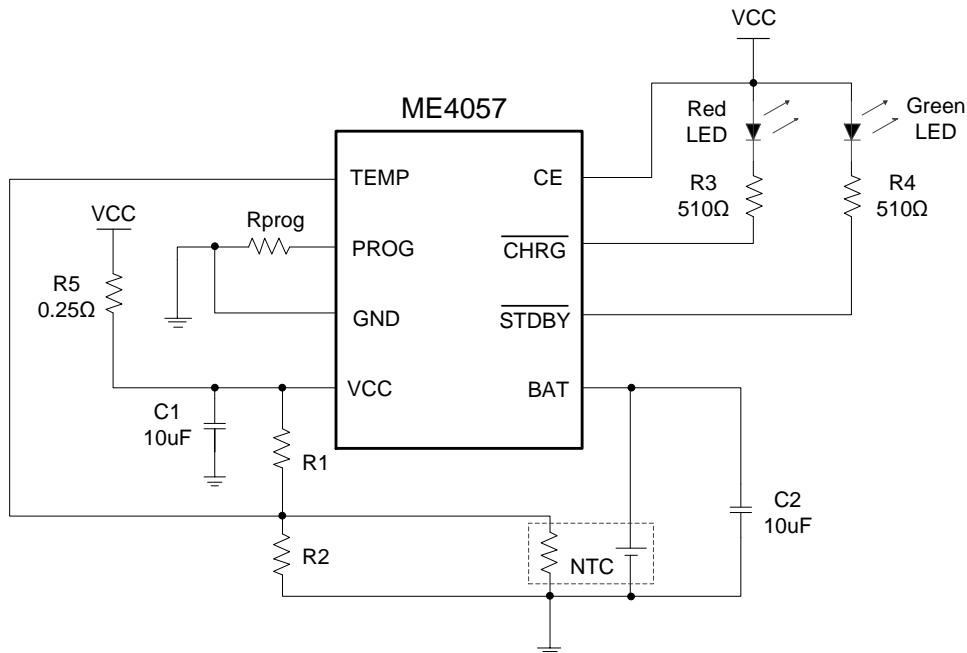 VCC
ME4057
Red
LED
Green
LED
TEMP
CE
R3
510Ω
R4
510Ω
VCC
Rprog
PROG
CHRG
R5
0.25Ω
GND
STDBY
VCC
BAT
C1
10uF
R1
C2
10uF
R2
NTC